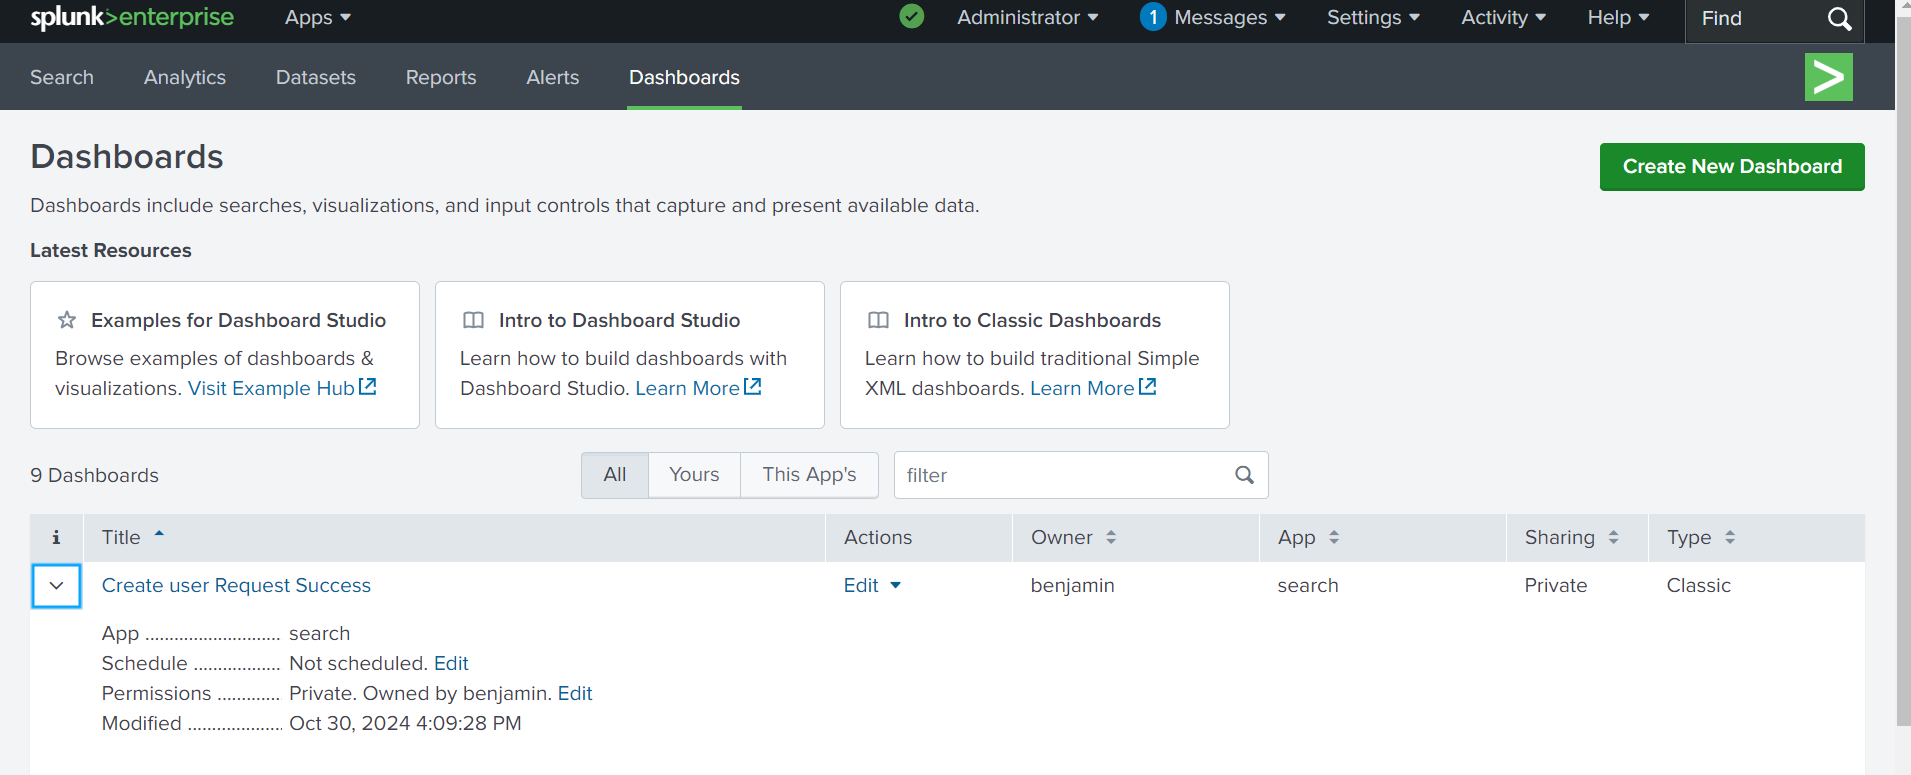 splunk>enterprise Apps Administrator 1 Messages Settings Activity Help Find
Search Analytics Datasets Reports Alerts Dashboards
Dashboards
Create New Dashboard
Dashboards include searches, visualizations, and input controls that capture and present available data.
Latest Resources
Examples for Dashboard Studio
Browse examples of dashboards &
visualizations. Visit Example Hub
Intro to Dashboard Studio
Learn how to build dashboards with
Dashboard Studio. Learn More
Intro to Classic Dashboards
Learn how to build traditional Simple
XML dashboards. Learn More
9 Dashboards All Yours This App's filter
i Title Actions Owner App Sharing Type
Create user Request Success Edit benjamin search Private Classic
App ............................ search
Schedule .................. Not scheduled. Edit
Permissions ............. Private. Owned by benjamin. Edit
Modified .................... Oct 30, 2024 4:09:28 PM